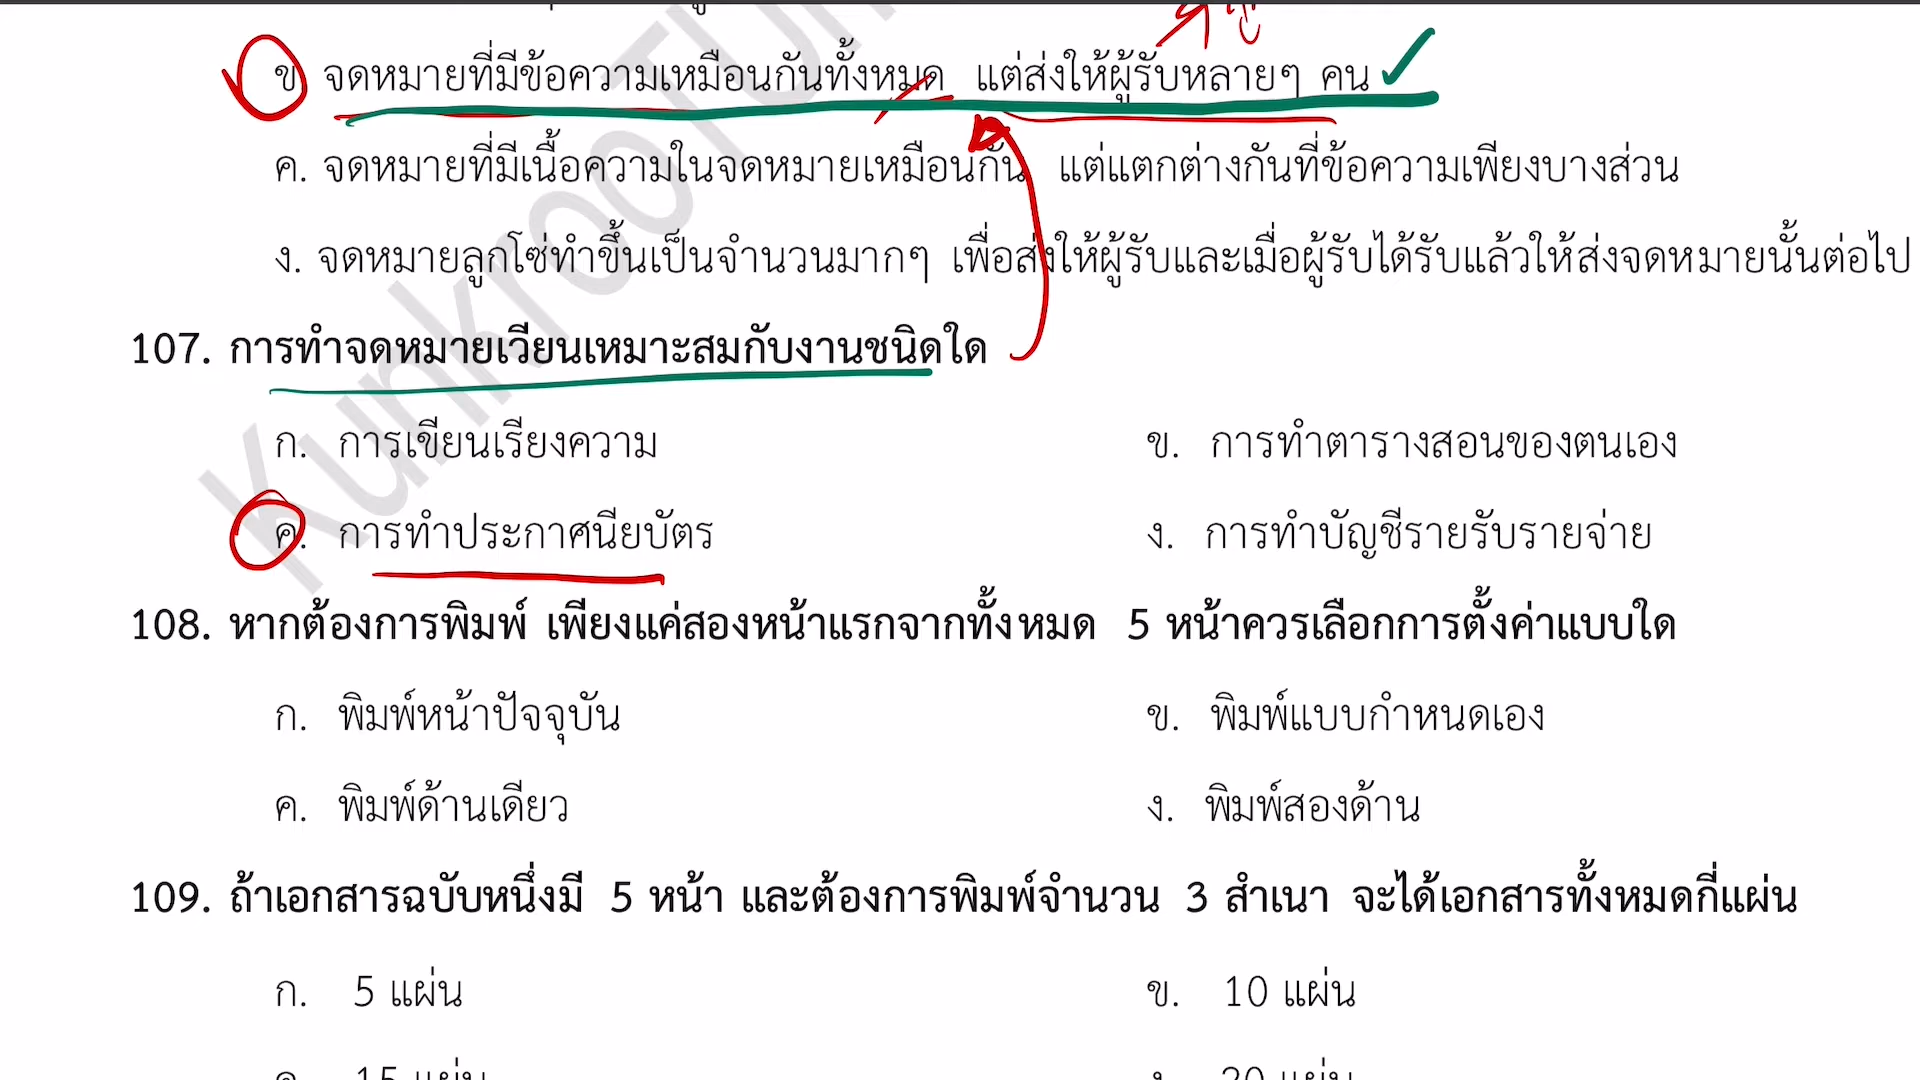 ข จดหมายที่มีข้อความเหมือนกันทั้งหมด แต่ส่งให้ผู้รับหลายๆ คน
ค. จดหมายที่มีเนื้อความในจดหมายเหมือนกัน แต่แตกต่างกันที่ข้อความเพียงบางส่วน
ง. จดหมายลูกโซ่ทำขึ้นเป็นจำนวนมากๆ เพื่อส่งให้ผู้รับและเมื่อผู้รับได้รับแล้วให้ส่งจดหมายนั้นต่อไป
107. การทำจดหมายเวียนเหมาะสมกับงานชนิดใด
ก. การเขียนเรียงความ ข. การทำตารางสอนของตนเอง
ค. การทำประกาศนียบัตร ง. การทำบัญชีรายรับรายจ่าย
108. หากต้องการพิมพ์ เพียงแค่สองหน้าแรกจากทั้งหมด 5 หน้าควรเลือกการตั้งค่าแบบใด
ก. พิมพ์หน้าปัจจุบัน ข. พิมพ์แบบกำหนดเอง
ค. พิมพ์ด้านเดียว ง. พิมพ์สองด้าน
109. ถ้าเอกสารฉบับหนึ่งมี 5 หน้า และต้องการพิมพ์จำนวน 3 สำเนา จะได้เอกสารทั้งหมดกี่แผ่น
ก. 5 แผ่น ข. 10 แผ่น
ค. 15 แผ่น ง. 20 แผ่น